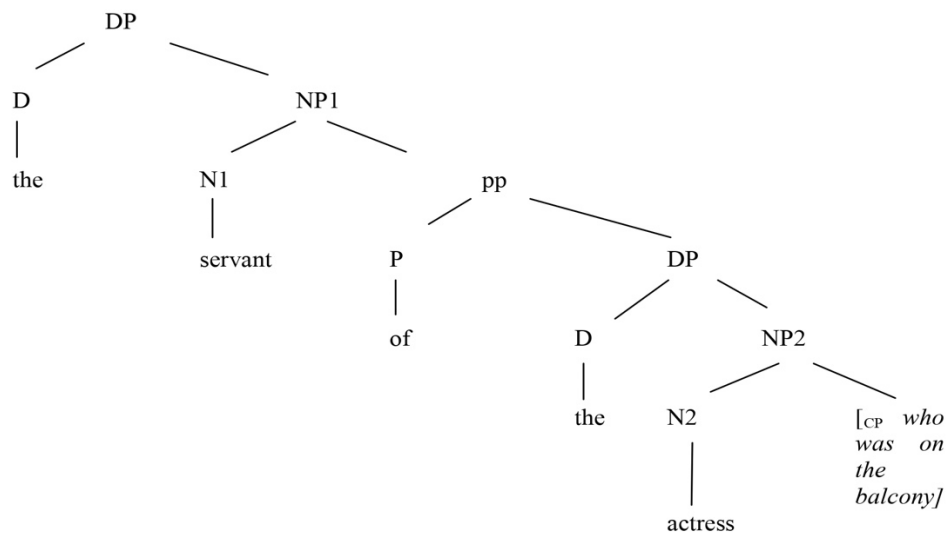 DP
D NP1
the N1 pp
servant P DP
of D NP2
the N2 [CP who
was on
the
balcony]
actress